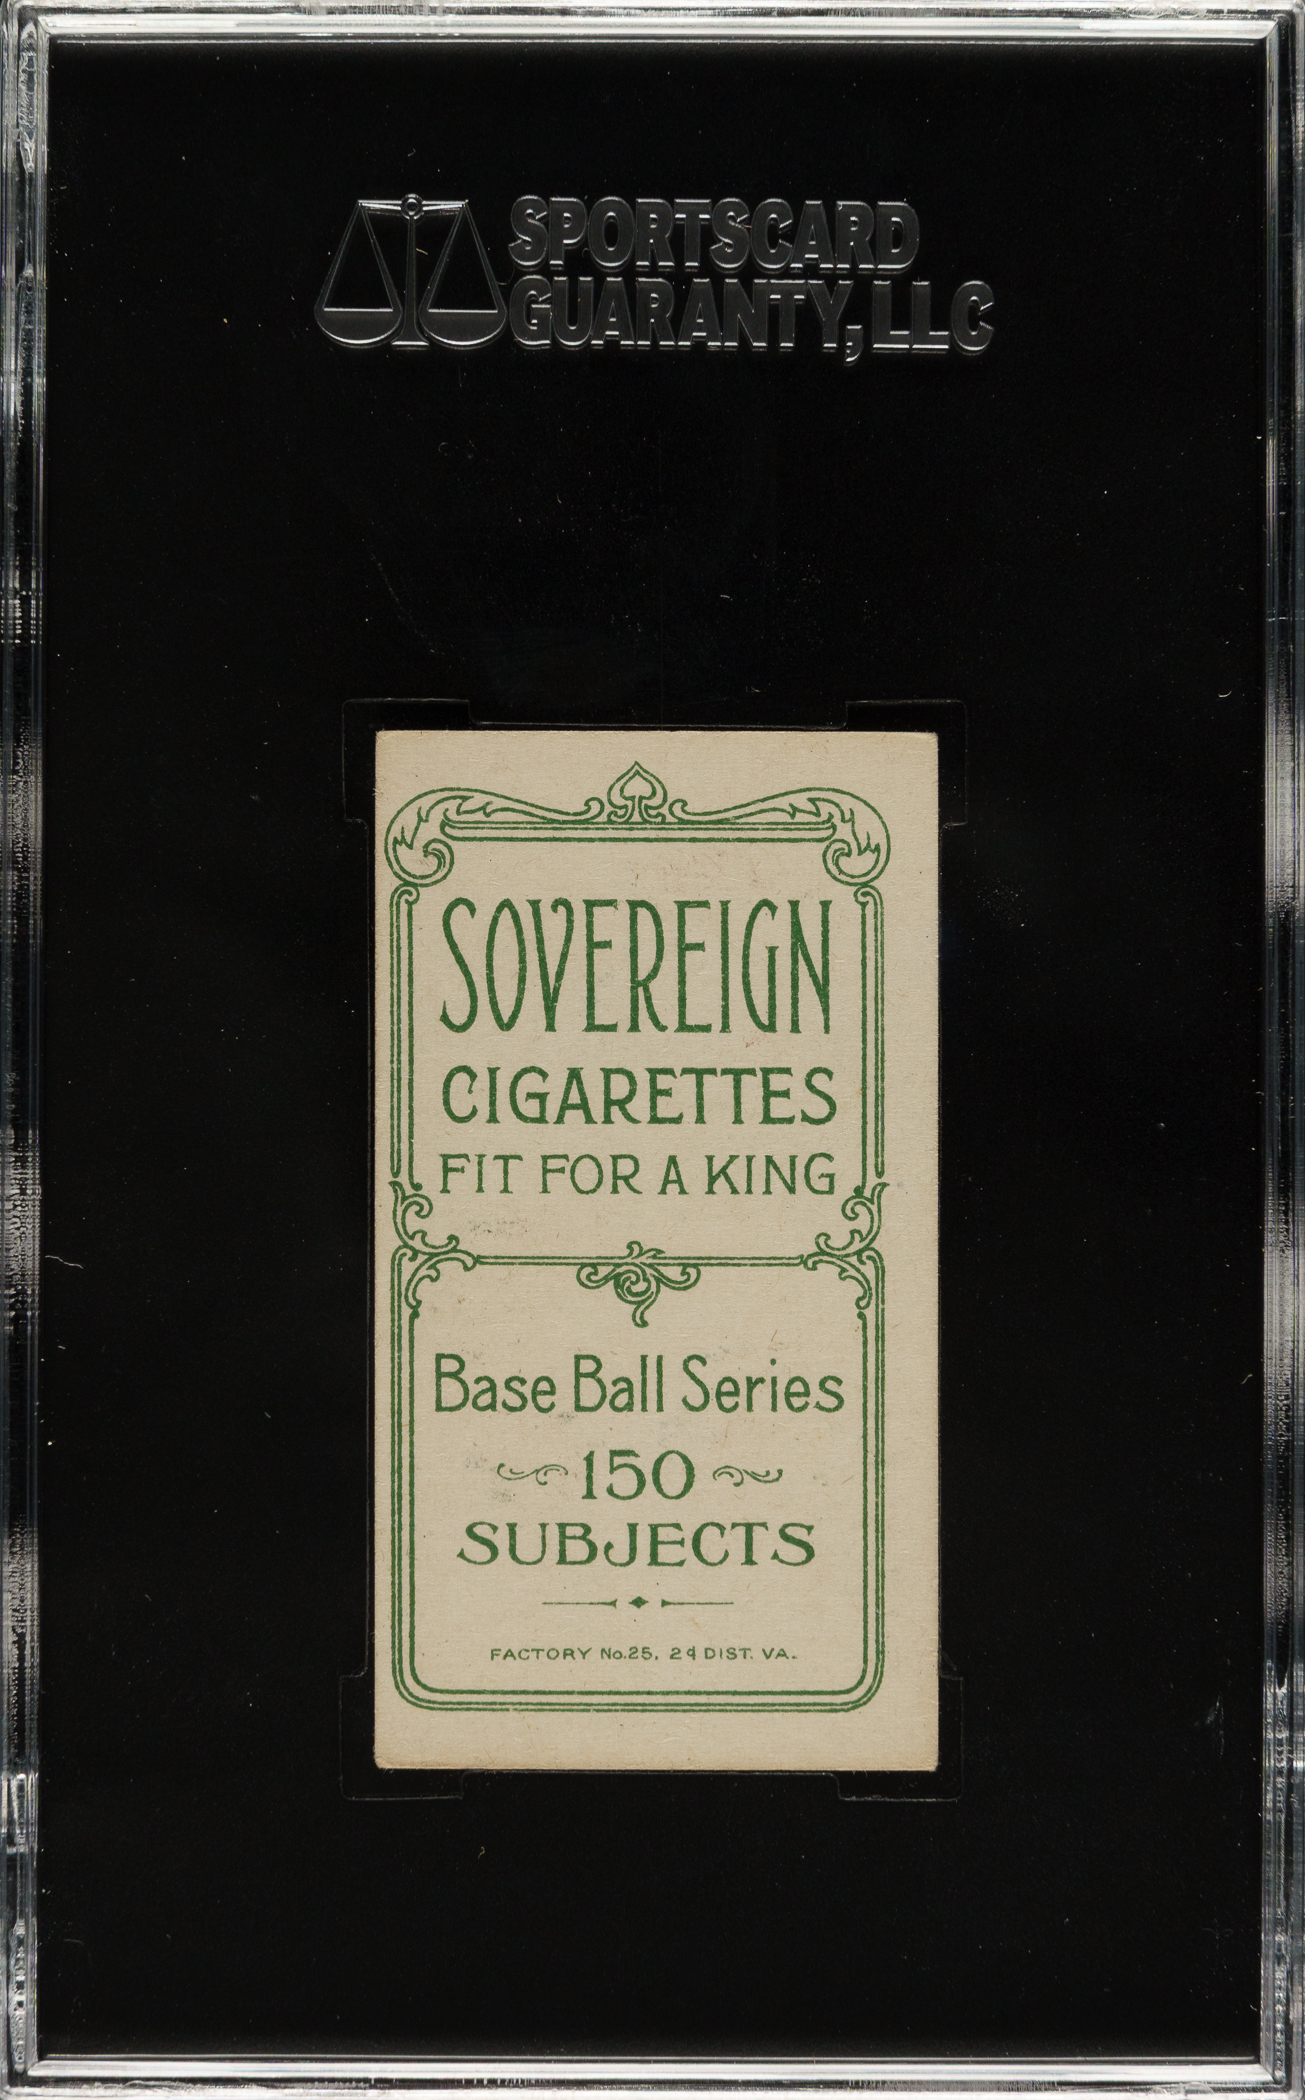 SPORTSCARD
GUARANTY, LLC
SOVEREIGN
CIGARETTES
FIT FOR A KING
Base Ball Series
150
SUBJECTS
FACTORY No. 25, 2d DIST. VA.